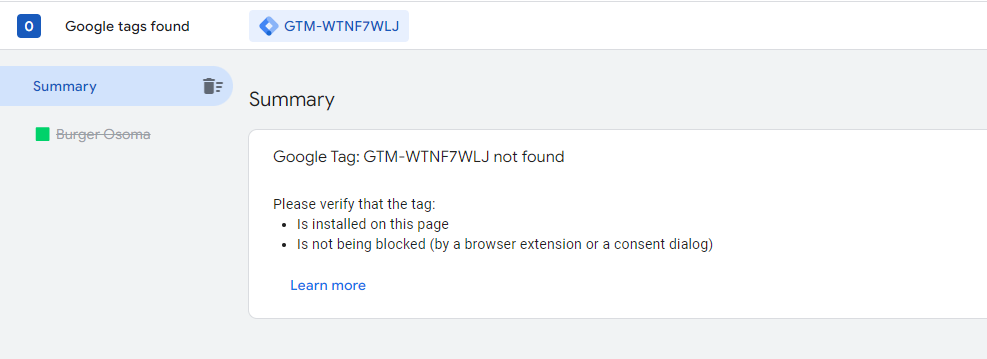 0 Google tags found GTM-WTNF7WLJ
Summary
Burger Osoma
Summary
Google Tag: GTM-WTNF7WLJ not found
Please verify that the tag:
• Is installed on this page
• Is not being blocked (by a browser extension or a consent dialog)
Learn more